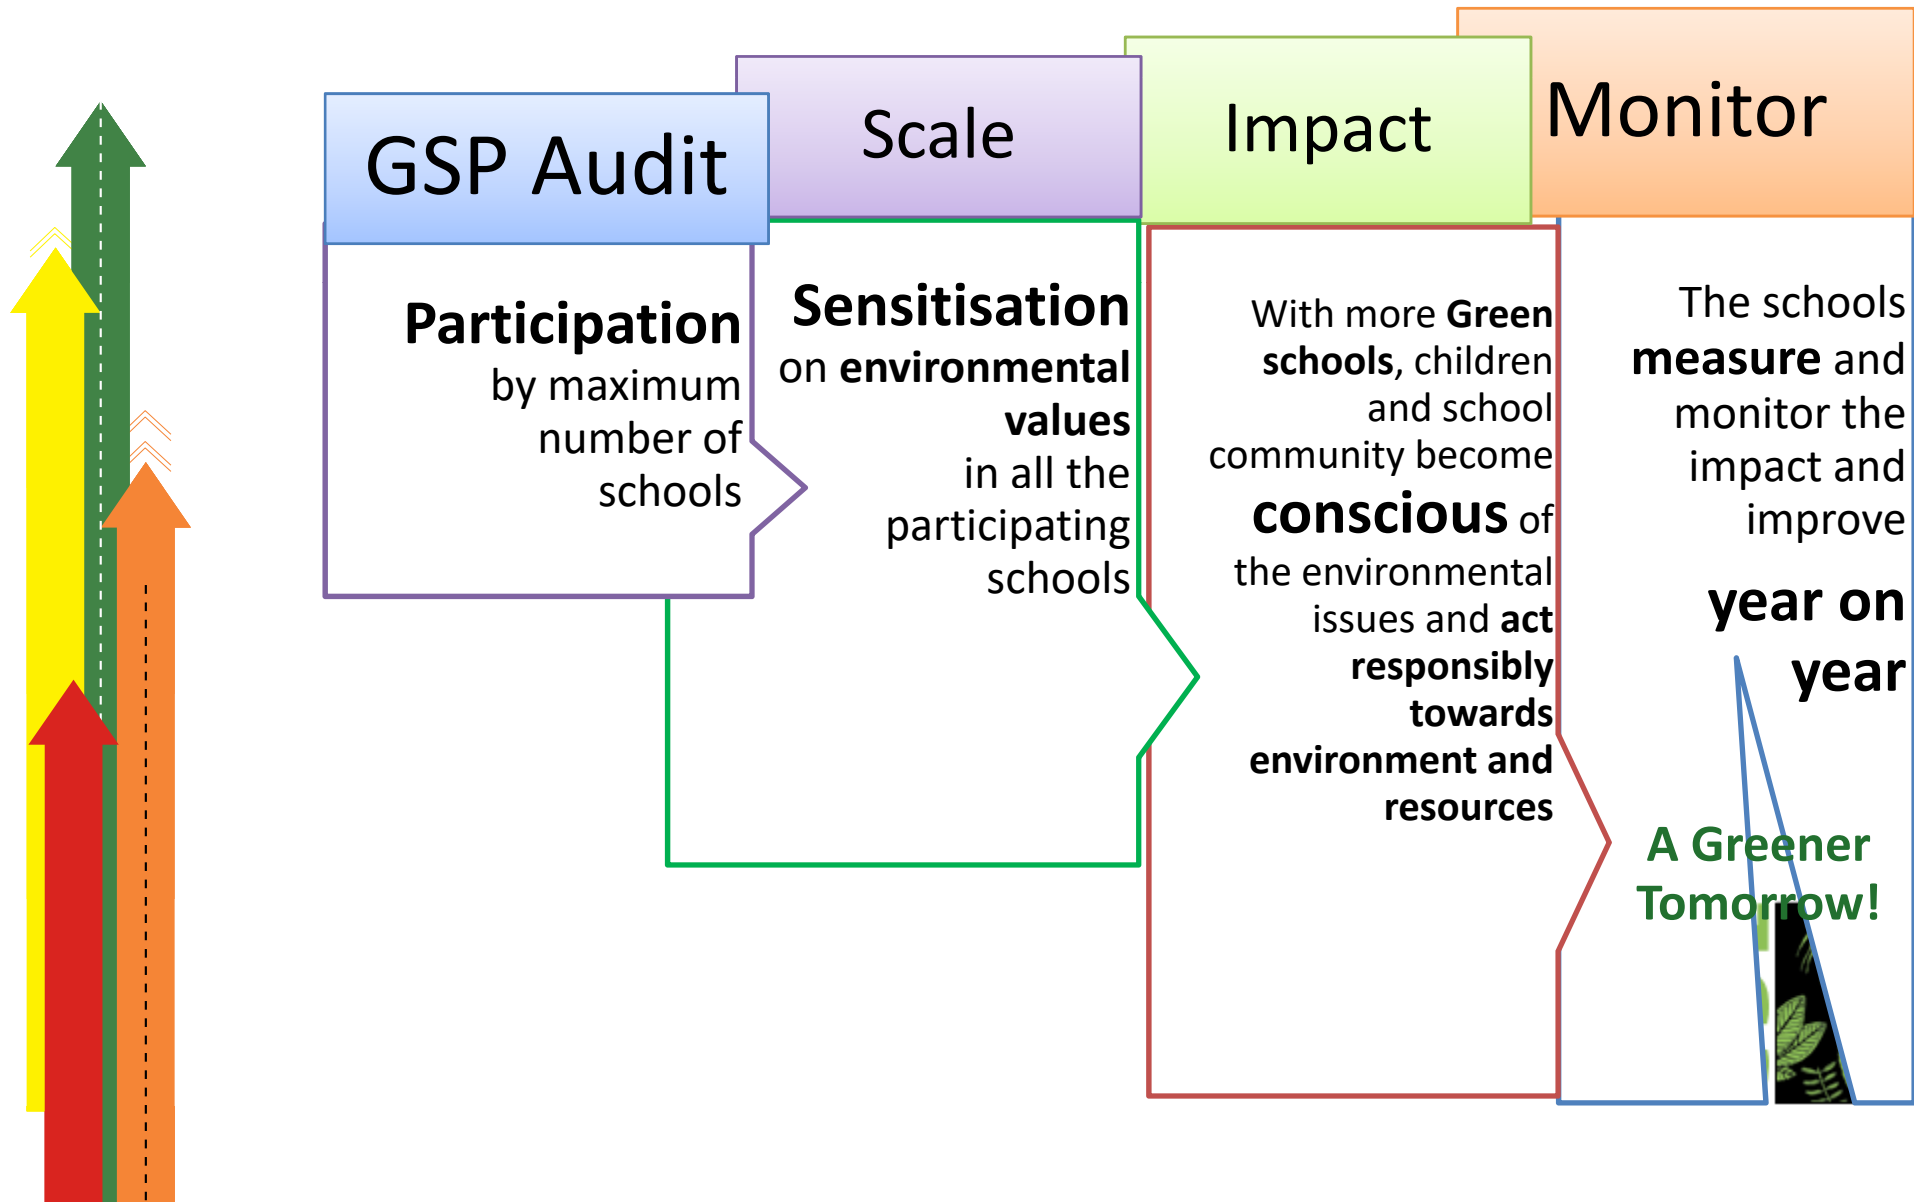 GSP Audit
Participation
by maximum
number of
schools
Scale
Sensitisation
on environmental
values
in all the
participating
schools
Impact
With more Green
schools, children
and school
community become
conscious of
the environmental
issues and act
responsibly
towards
environment and
resources
Monitor
The schools
measure and
monitor the
impact and
improve
year on
year
A Greener
Tomorrow!